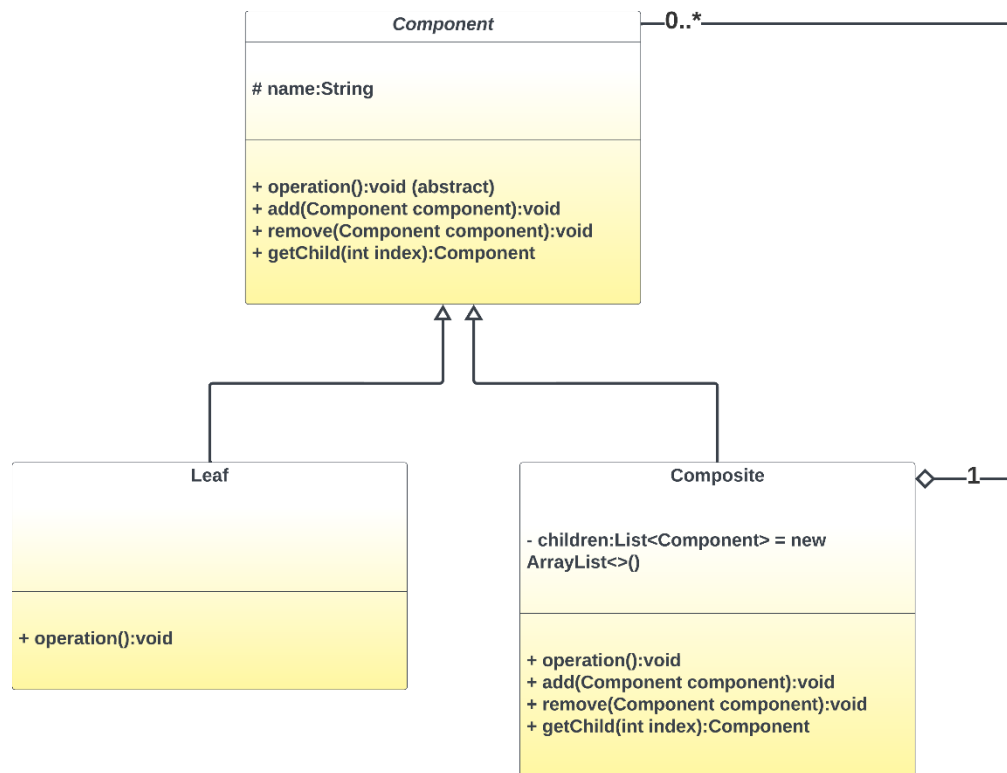 Component
0..*
# name:String
+ operation():void (abstract)
+ add(Component component):void
+ remove(Component component):void
+ getChild(int index):Component
Leaf
+ operation():void
Composite
1
- children:List<Component> = new
ArrayList<>()
+ operation():void
+ add(Component component):void
+ remove(Component component):void
+ getChild(int index):Component